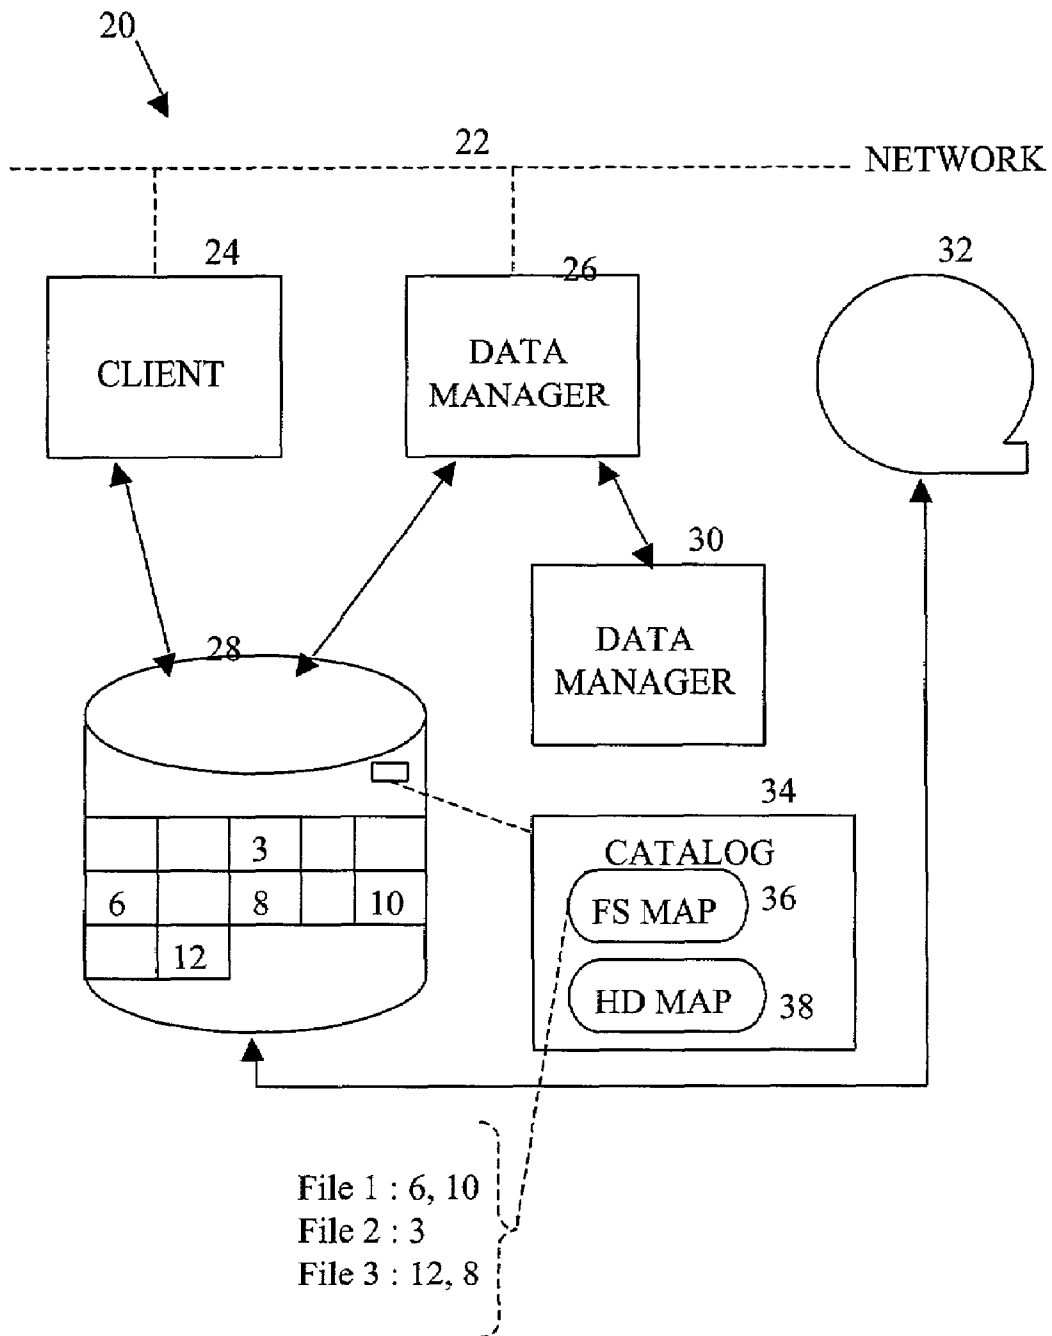 20
22
NETWORK
24
26
32
CLIENT
DATA
MANAGER
30
28
DATA
MANAGER
34
3
CATALOG
6
8
10
FS MAP
36
12
HD MAP
38
File 1 : 6, 10
File 2 : 3
File 3 : 12, 8